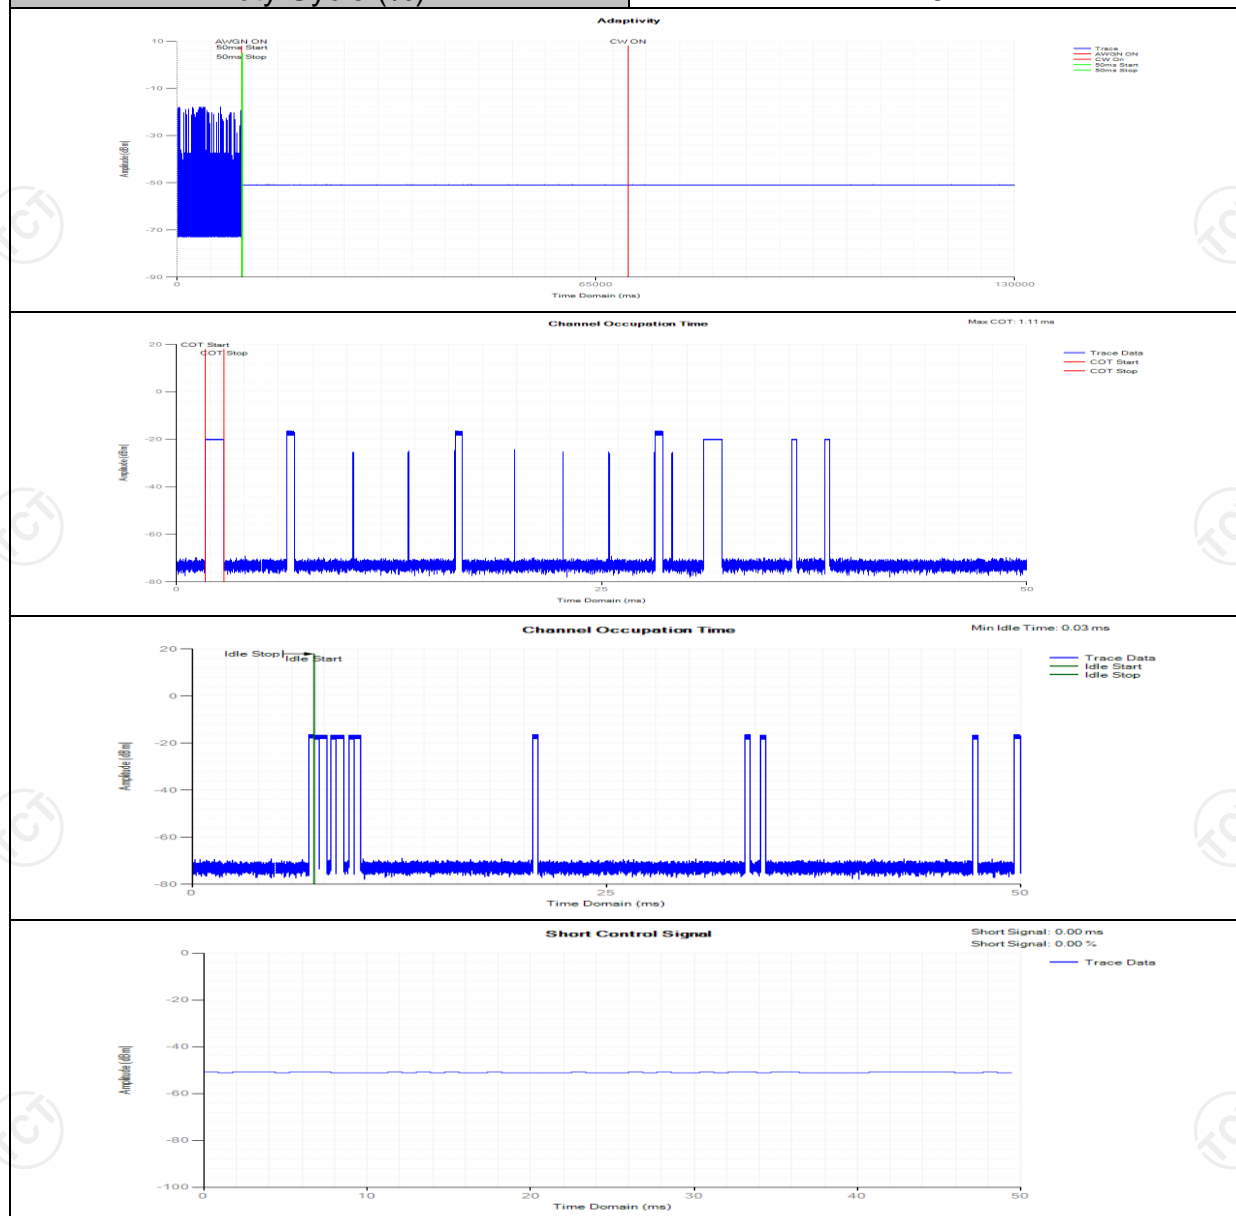 Adaptivity
AWGN ON
50ms Start
50ms Stop
CW ON
Trace
AWGN ON
CW On
50ms Start
50ms Stop
10
-10
-30
-50
-70
-90
Amplitude (dBm)
0
65000
130000
Time Domain (ms)
Channel Occupation Time
Max COT: 1.11 ms
COT Start
COT Stop
Trace Data
COT Start
COT Stop
20
0
-20
-40
-60
-80
Amplitude (dBm)
0
25
50
Time Domain (ms)
Channel Occupation Time
Min Idle Time: 0.03 ms
Idle Stop
Idle Start
Trace Data
Idle Start
Idle Stop
20
0
-20
-40
-60
-80
Amplitude (dBm)
0
25
50
Time Domain (ms)
Short Control Signal
Short Signal: 0.00 ms
Short Signal: 0.00 %
Trace Data
0
-20
-40
-60
-80
-100
Amplitude (dBm)
0
10
20
30
40
50
Time Domain (ms)
TCT
TCT
TCT
TCT